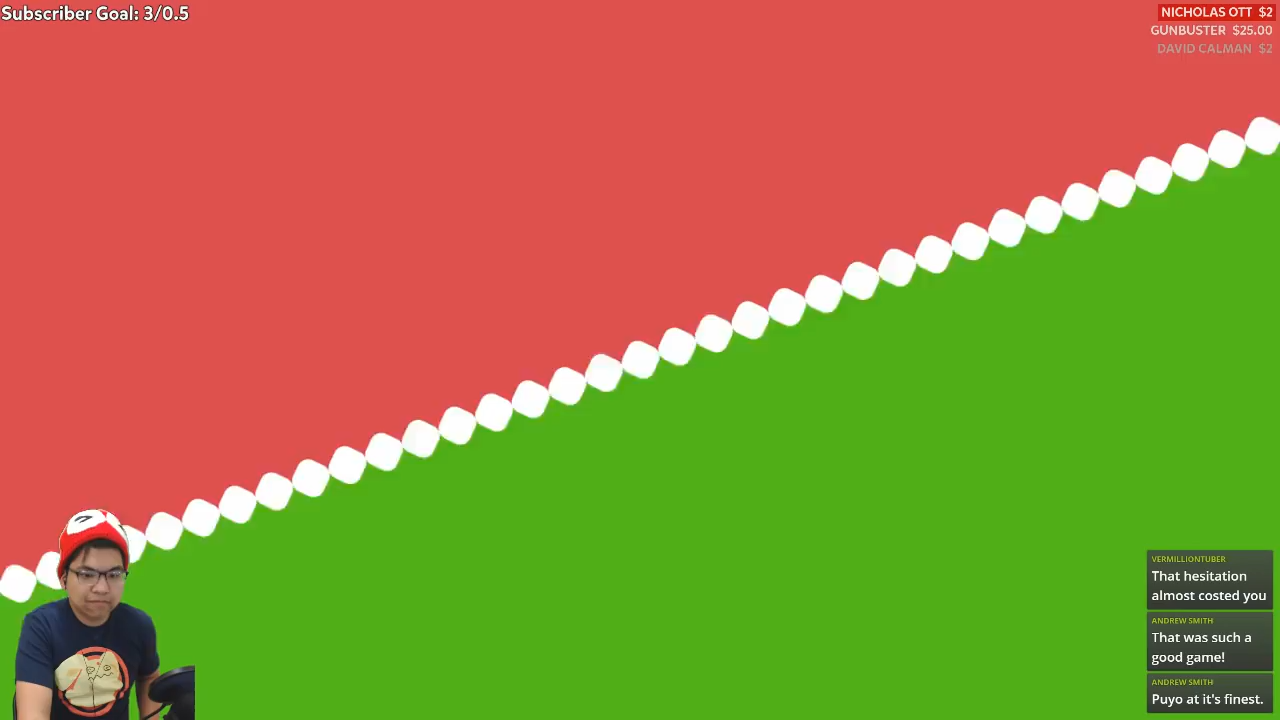 Subscriber Goal: 3/0.5
NICHOLAS OTT $2
GUNBUSTER $25.00
DAVID CALMAN $2
VERMILLIONTUBER
That hesitation
almost costed you
ANDREW SMITH
That was such a
good game!
ANDREW SMITH
Puyo at it's finest.